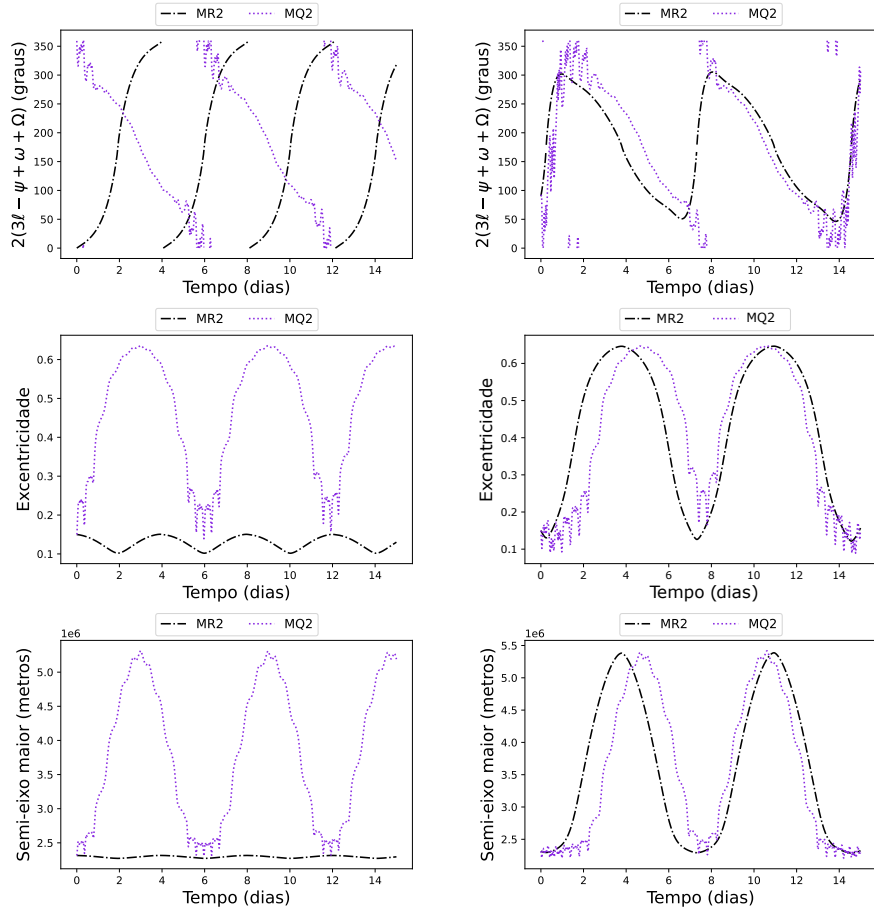 MR2 MQ2
2(3ℓ − ψ + ω + Ω) (graus)
350
300
250
200
150
100
50
0
0 2 4 6 8 10 12 14
Tempo (dias)
MR2 MQ2
2(3ℓ − ψ + ω + Ω) (graus)
350
300
250
200
150
100
50
0
0 2 4 6 8 10 12 14
Tempo (dias)
MR2 MQ2
Excentricidade
0.6
0.5
0.4
0.3
0.2
0.1
0 2 4 6 8 10 12 14
Tempo (dias)
MR2 MQ2
Excentricidade
0.6
0.5
0.4
0.3
0.2
0.1
0 2 4 6 8 10 12 14
Tempo (dias)
MR2 MQ2
1e6
Semi-eixo maior (metros)
5.0
4.5
4.0
3.5
3.0
2.5
0 2 4 6 8 10 12 14
Tempo (dias)
MR2 MQ2
1e6
Semi-eixo maior (metros)
5.5
5.0
4.5
4.0
3.5
3.0
2.5
0 2 4 6 8 10 12 14
Tempo (dias)